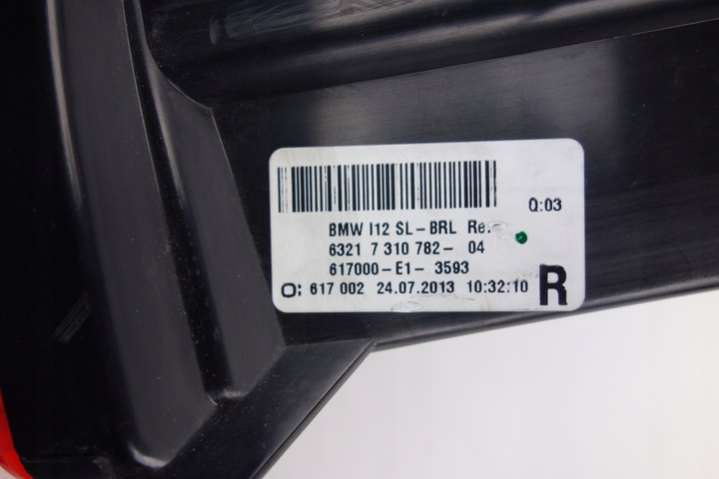 Q:03
BMW I12 SL-BRL Re.
6321 7 310 782- 04
617000-E1- 3593
O: 617 002 24.07.2013 10:32:10 R